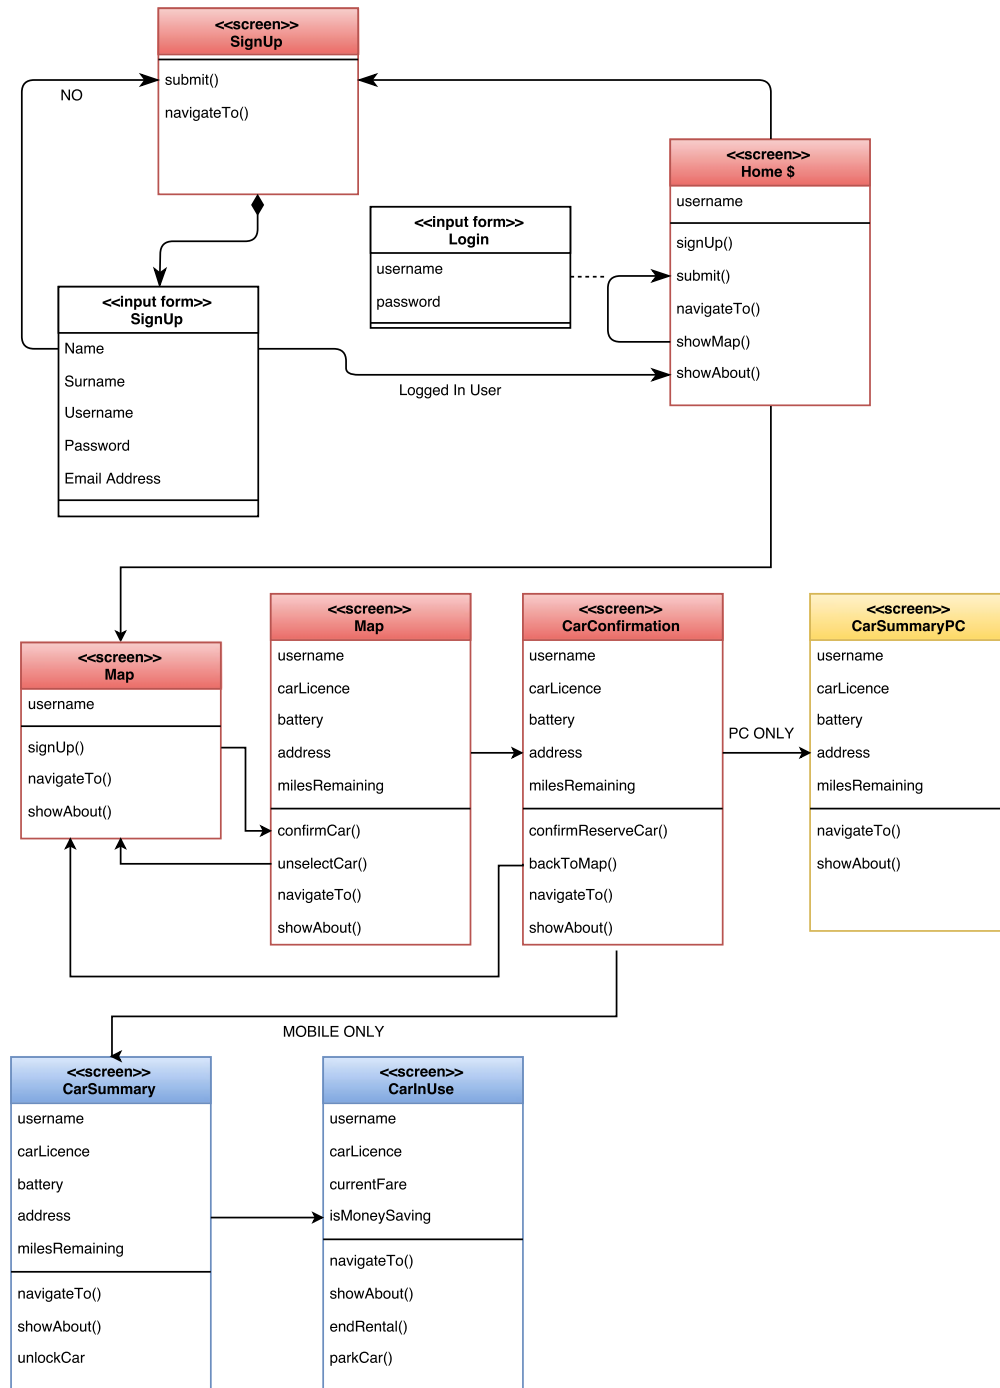 <<screen>>
SignUp
submit()
navigateTo()
NO
<<screen>>
Home $
username
signUp()
submit()
navigateTo()
showMap()
showAbout()
<<input form>>
Login
username
password
<<input form>>
SignUp
Name
Surname
Username
Password
Email Address
Logged In User
<<screen>>
Map
username
signUp()
navigateTo()
showAbout()
<<screen>>
Map
username
carLicence
battery
address
milesRemaining
confirmCar()
unselectCar()
navigateTo()
showAbout()
<<screen>>
CarConfirmation
username
carLicence
battery
address
milesRemaining
confirmReserveCar()
backToMap()
navigateTo()
showAbout()
PC ONLY
<<screen>>
CarSummaryPC
username
carLicence
battery
address
milesRemaining
navigateTo()
showAbout()
MOBILE ONLY
<<screen>>
CarSummary
username
carLicence
battery
address
milesRemaining
navigateTo()
showAbout()
unlockCar
<<screen>>
CarInUse
username
carLicence
currentFare
isMoneySaving
navigateTo()
showAbout()
endRental()
parkCar()